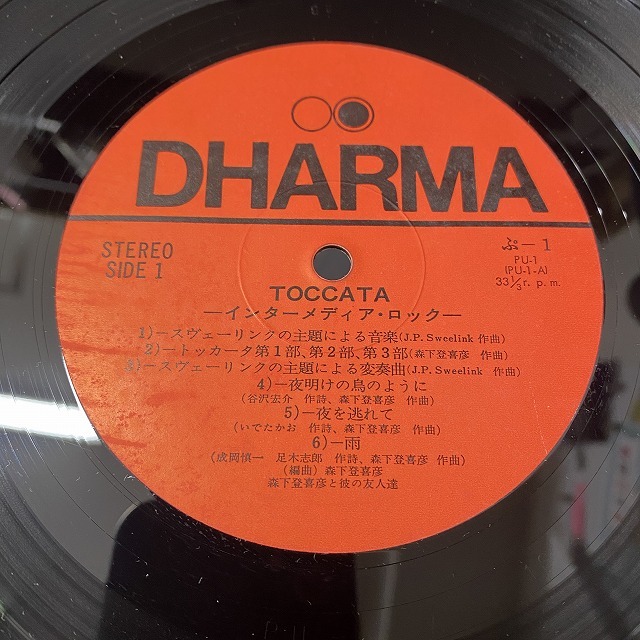 DHARMA
STEREO
SIDE 1
ぷ-1
PU-1
(PU-1-A)
33⅓ r. p. m.
TOCCATA
—インターメディア・ロック—
1)—スヴェーリンクの主題による音楽(J.P. Sweelink 作曲)
2)—トッカータ第1部、第2部、第3部(森下登喜彦 作曲)
3)—スヴェーリンクの主題による変奏曲(J.P. Sweelink 作曲)
4)—夜明けの鳥のように
(谷沢宏介 作詩、森下登喜彦 作曲)
5)—夜を逃れて
(いでたかお 作詩、森下登喜彦 作曲)
6)—雨
(成岡慎一 足木志郎 作詩、森下登喜彦 作曲)
(編曲)森下登喜彦
森下登喜彦と彼の友人達